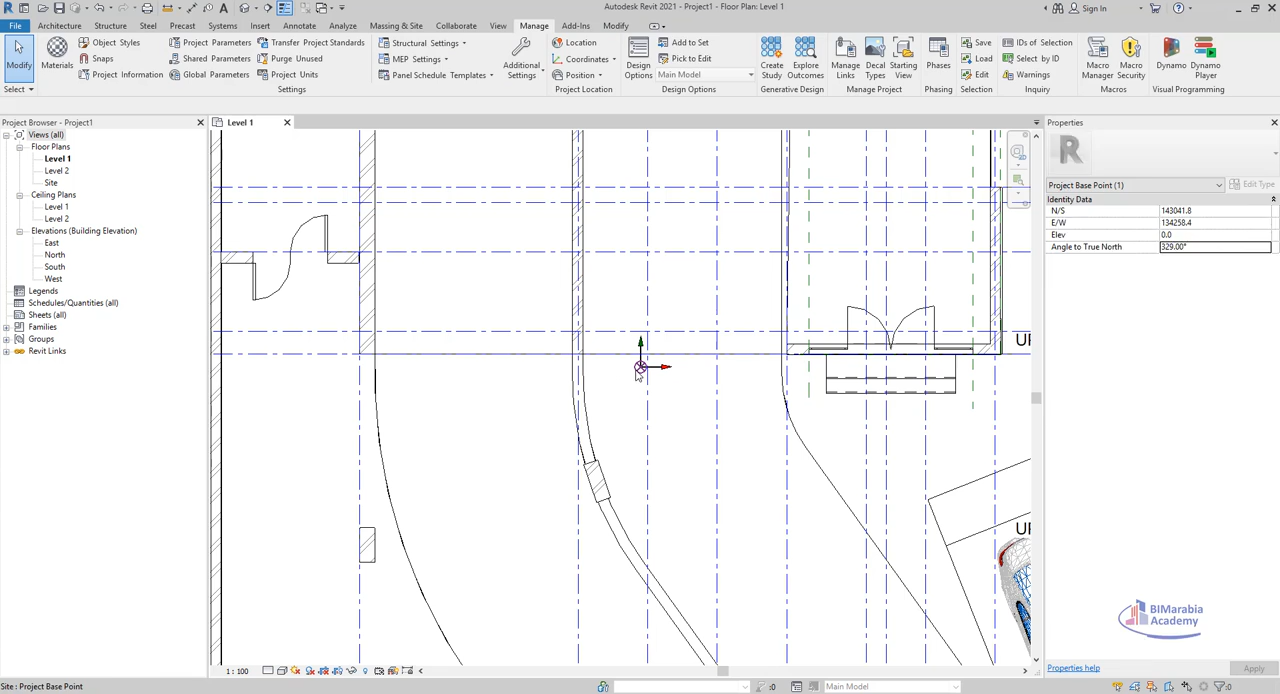 Autodesk Revit 2021 - Project1 - Floor Plan: Level 1
Sign In
File Architecture Structure Steel Precast Systems Insert Annotate Analyze Massing & Site Collaborate View Manage Add-Ins Modify
Modify
Select
Materials
Object Styles
Snaps
Project Information
Project Parameters
Shared Parameters
Global Parameters
Transfer Project Standards
Purge Unused
Project Units
Settings
Structural Settings
MEP Settings
Panel Schedule Templates
Additional
Settings
Location
Coordinates
Position
Project Location
Design
Options
Add to Set
Pick to Edit
Main Model
Design Options
Create
Study
Explore
Outcomes
Generative Design
Manage
Links
Decal
Types
Starting
View
Manage Project
Phases
Phasing
Save
Load
Edit
Selection
IDs of Selection
Select by ID
Warnings
Inquiry
Macro
Manager
Macro
Security
Macros
Dynamo
Dynamo
Player
Visual Programming
Project Browser - Project1
Views (all)
Floor Plans
Level 1
Level 2
Site
Ceiling Plans
Level 1
Level 2
Elevations (Building Elevation)
East
North
South
West
Legends
Schedules/Quantities (all)
Sheets (all)
Families
Groups
Revit Links
Level 1
UP
UP
Properties
R
Project Base Point (1)
Edit Type
Identity Data
N/S 143041.8
E/W 134258.4
Elev 0.0
Angle to True North 329.00°
BIMarabia
Academy
Properties help
Apply
1 : 100
Site : Project Base Point
:0
Main Model
:0